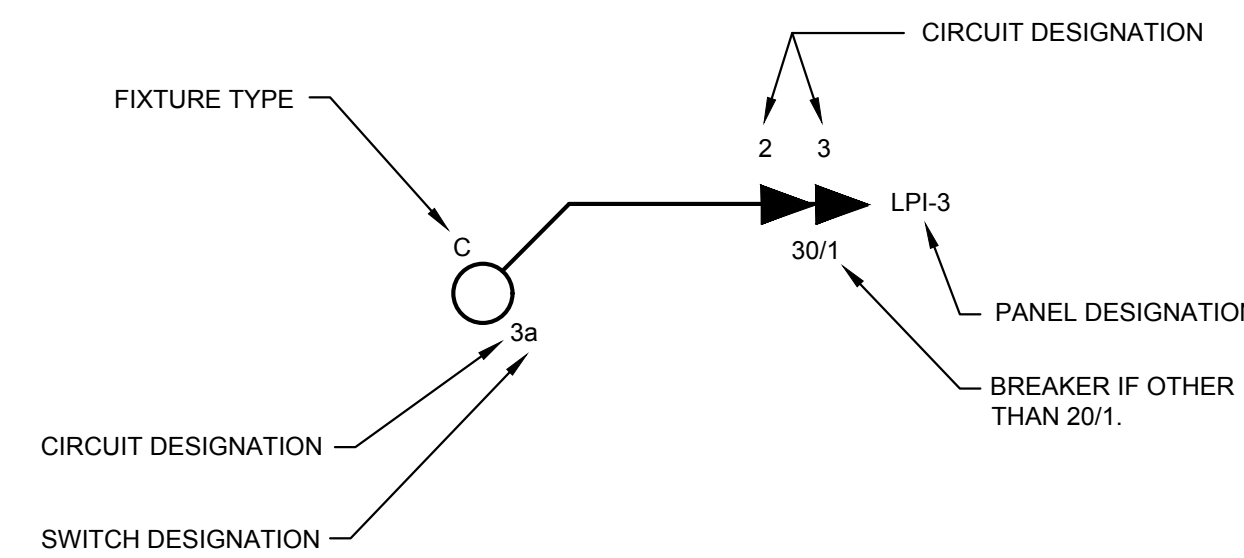 CIRCUIT DESIGNATION
FIXTURE TYPE
2 3
LPI-3
C
30/1
PANEL DESIGNATION
3a
BREAKER IF OTHER
THAN 20/1.
CIRCUIT DESIGNATION
SWITCH DESIGNATION